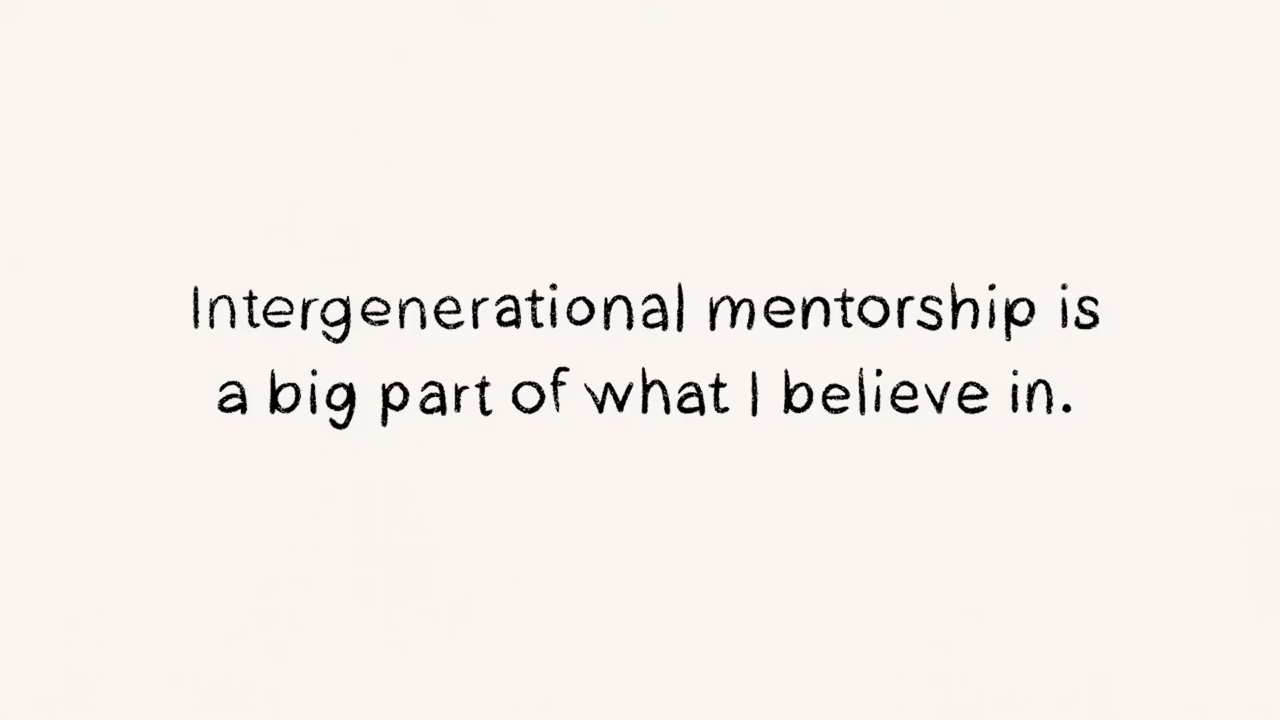 Intergenerational mentorship is
a big part of what I believe in.